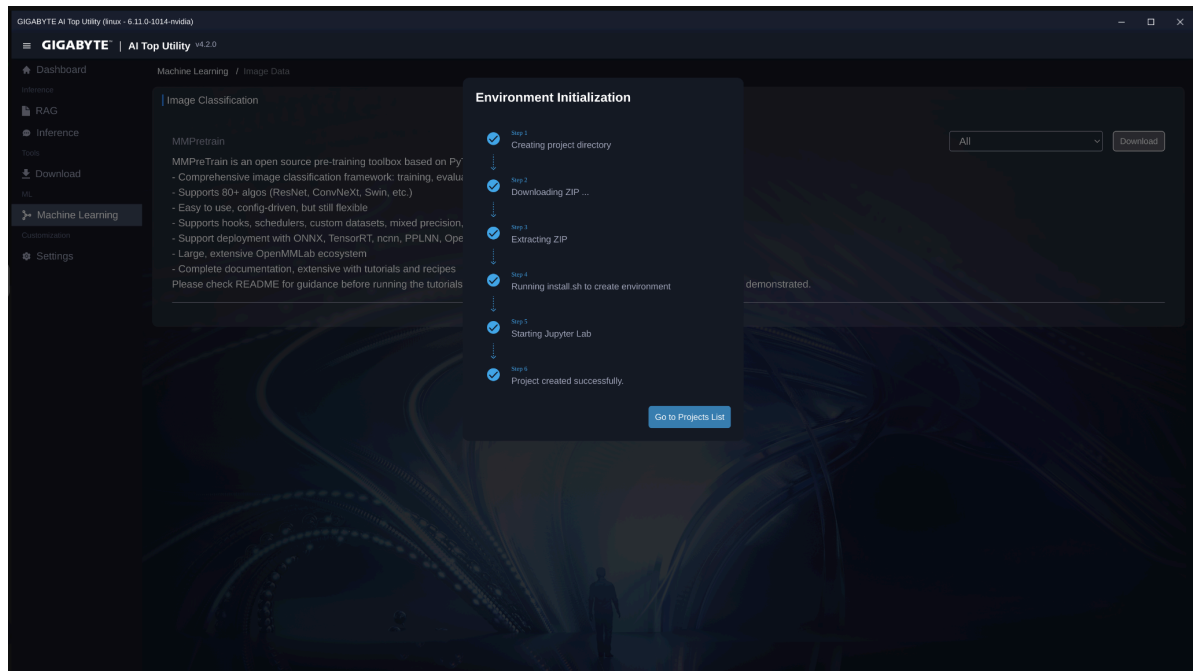 GIGABYTE AI Top Utility (linux - 6.11.0-1014-nvidia)
GIGABYTE™ | AI Top Utility v4.2.0
Dashboard
Inference
RAG
Inference
Tools
Download
ML
Machine Learning
Customization
Settings
Machine Learning / Image Data
Image Classification
MMPretrain
All
Download
MMPreTrain is an open source pre-training toolbox based on Py
- Comprehensive image classification framework: training, evalua
- Supports 80+ algos (ResNet, ConvNeXt, Swin, etc.)
- Easy to use, config-driven, but still flexible
- Supports hooks, schedulers, custom datasets, mixed precision,
- Support deployment with ONNX, TensorRT, ncnn, PPLNN, Ope
- Large, extensive OpenMMLab ecosystem
- Complete documentation, extensive with tutorials and recipes
Please check README for guidance before running the tutorials demonstrated.
Environment Initialization
Step 1
Creating project directory
Step 2
Downloading ZIP ...
Step 3
Extracting ZIP
Step 4
Running install.sh to create environment
Step 5
Starting Jupyter Lab
Step 6
Project created successfully.
Go to Projects List